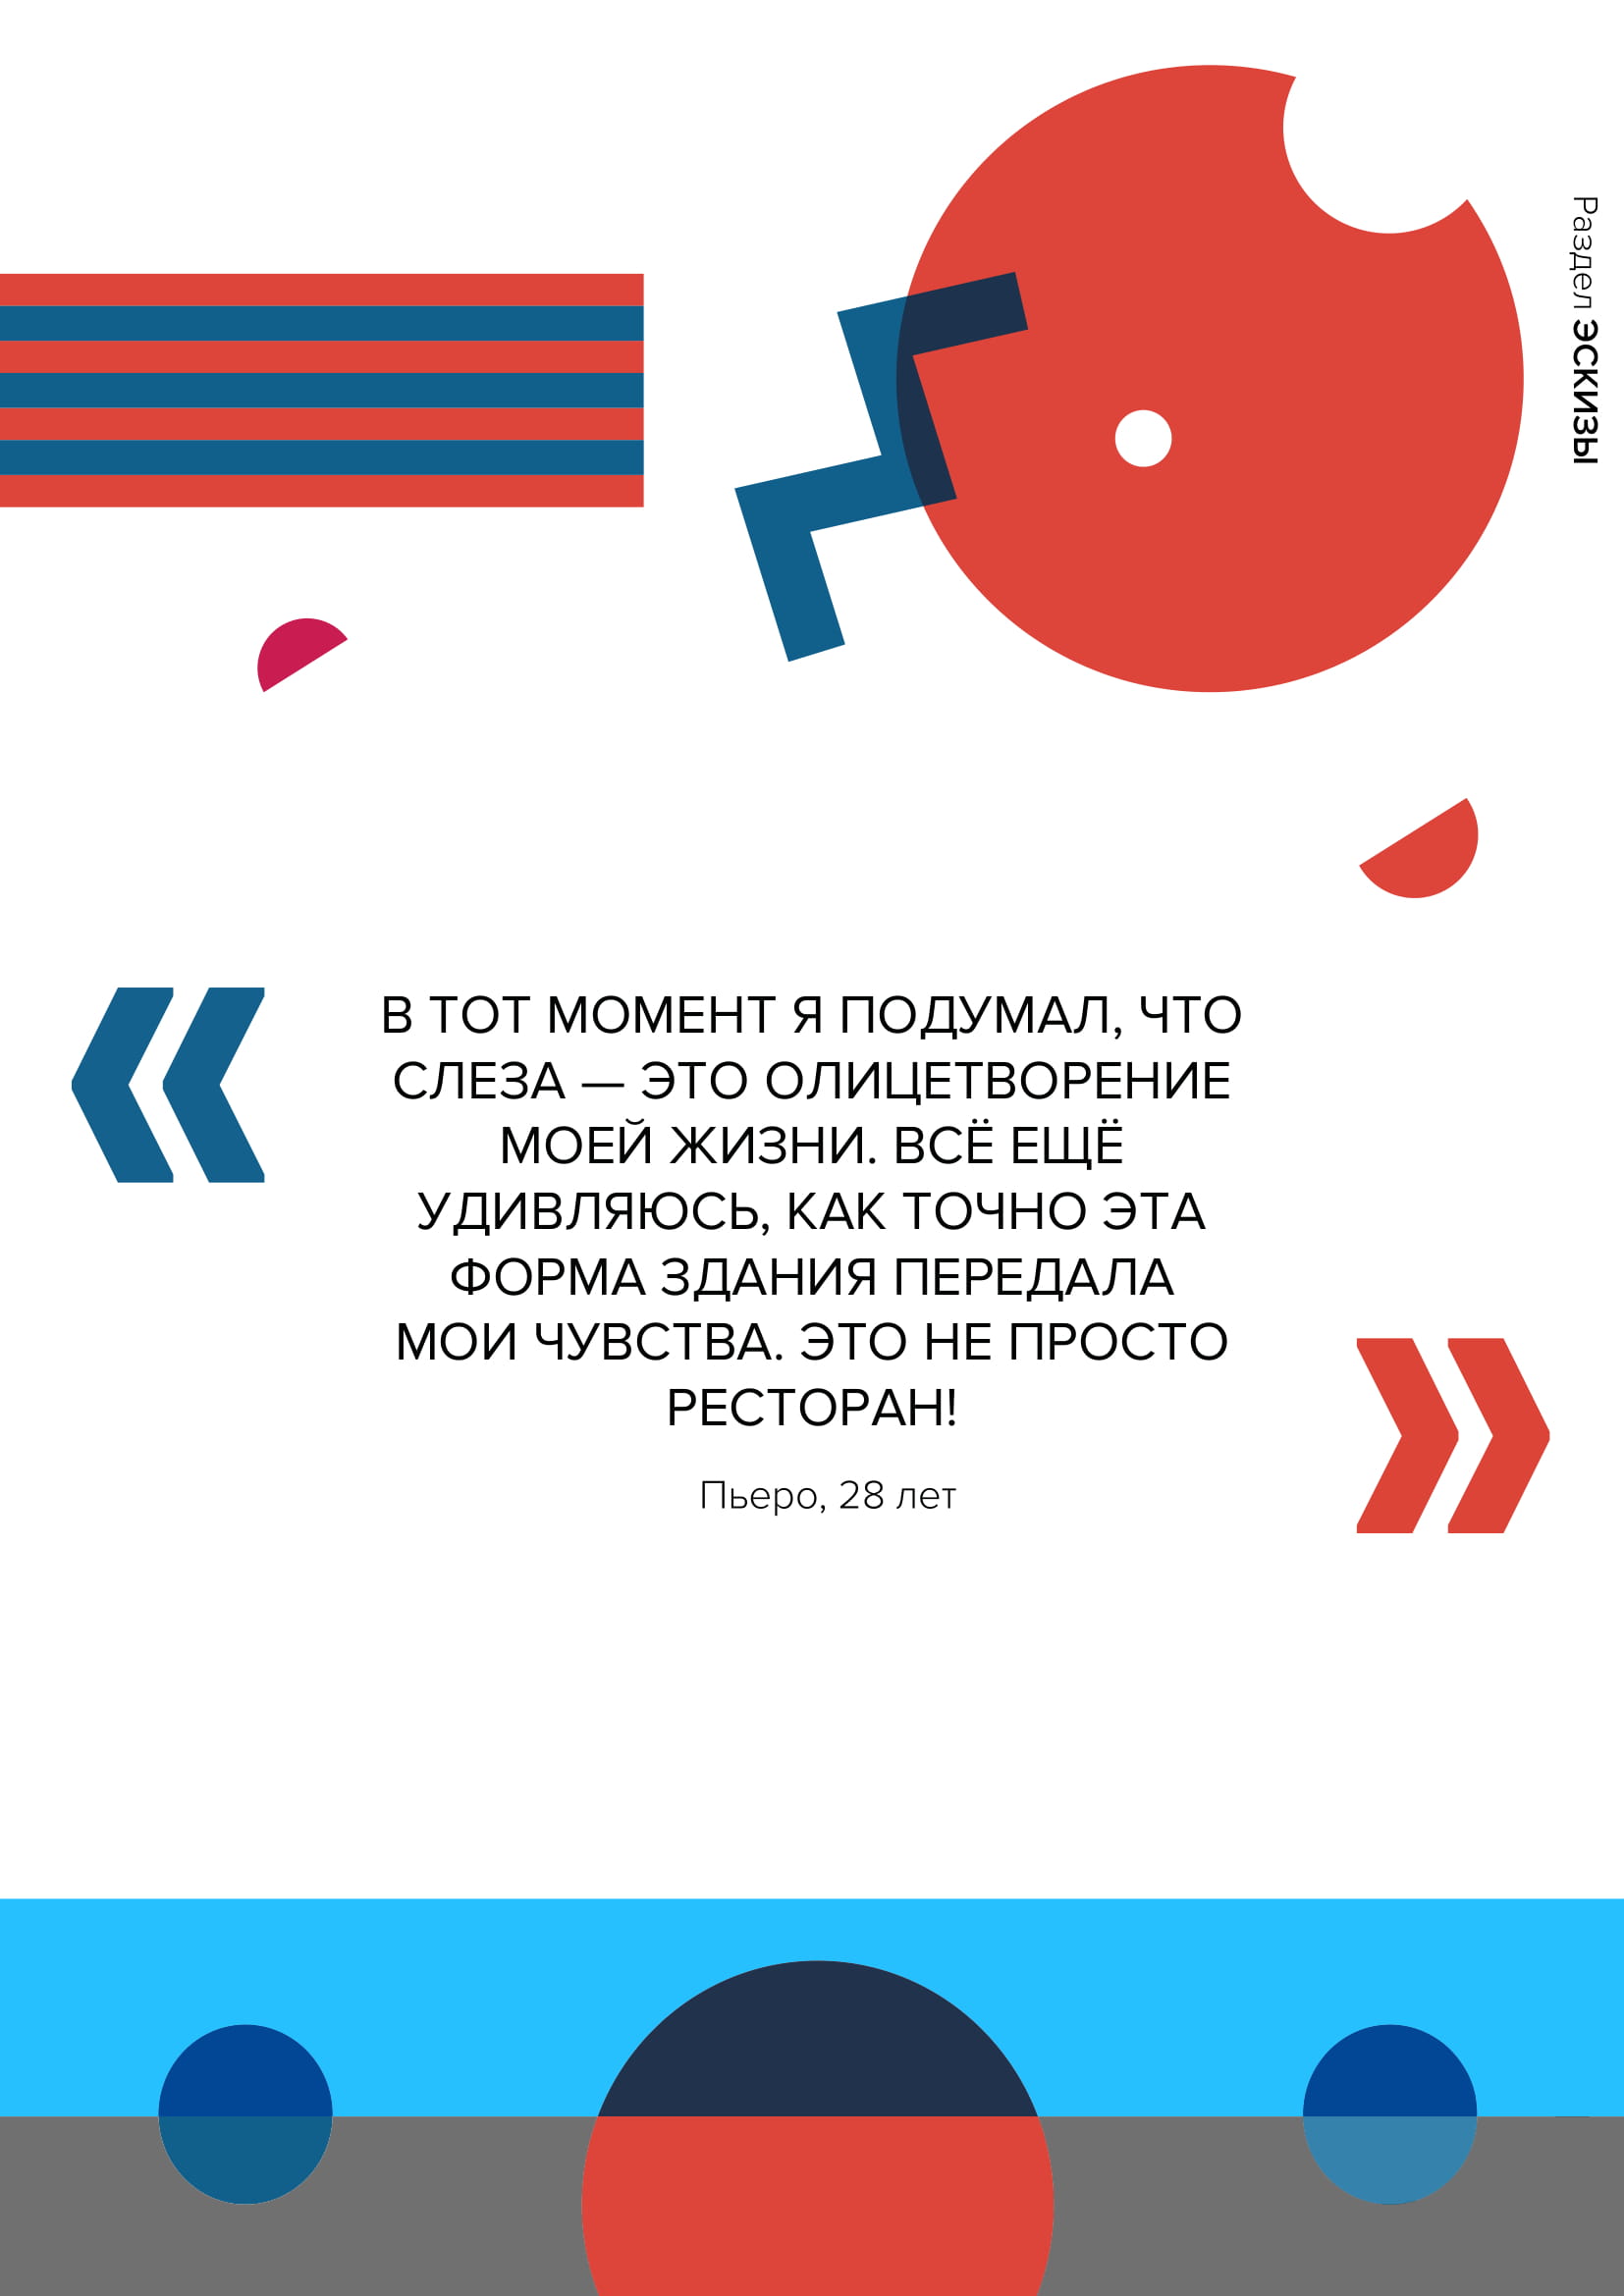 Раздел ЭСКИЗЫ
«
В ТОТ МОМЕНТ Я ПОДУМАЛ, ЧТО
СЛЕЗА — ЭТО ОЛИЦЕТВОРЕНИЕ
МОЕЙ ЖИЗНИ. ВСЁ ЕЩЁ
УДИВЛЯЮСЬ, КАК ТОЧНО ЭТА
ФОРМА ЗДАНИЯ ПЕРЕДАЛА
МОИ ЧУВСТВА. ЭТО НЕ ПРОСТО
РЕСТОРАН!
»
Пьеро, 28 лет